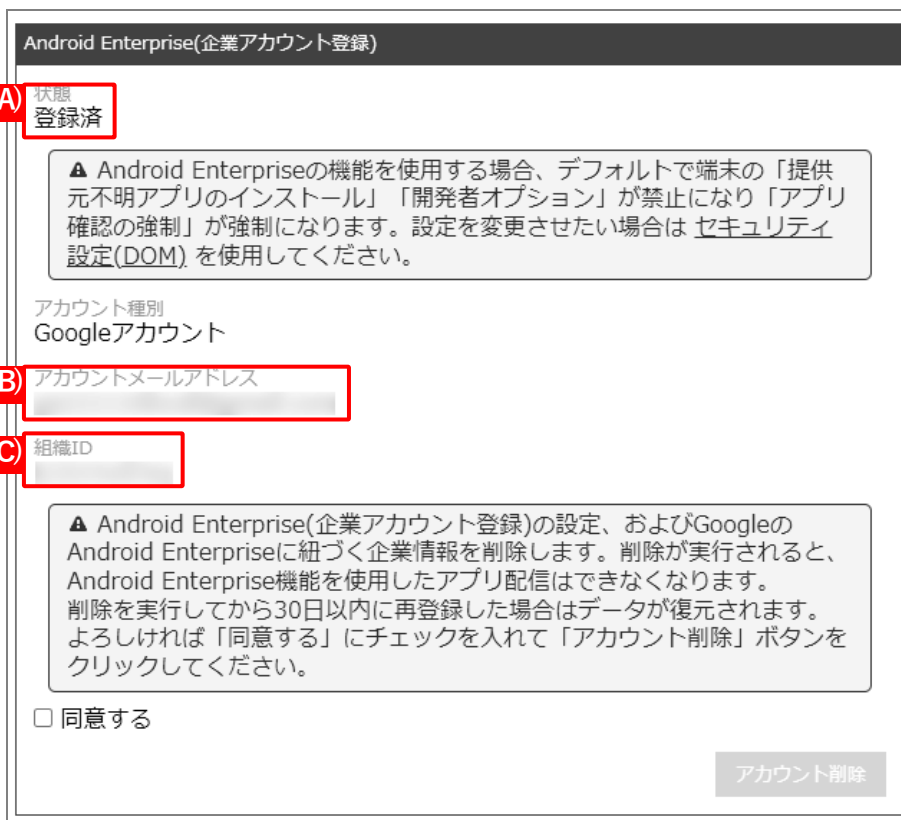 Android Enterprise(企業アカウント登録)
A)
状態
登録済
Android Enterpriseの機能を使用する場合、デフォルトで端末の「提供
元不明アプリのインストール」「開発者オプション」が禁止になり「アプリ
確認の強制」が強制になります。設定を変更させたい場合は セキュリティ
設定(DOM) を使用してください。
アカウント種別
Googleアカウント
B)
アカウントメールアドレス
C)
組織ID
Android Enterprise(企業アカウント登録)の設定、およびGoogleの
Android Enterpriseに紐づく企業情報を削除します。削除が実行されると、
Android Enterprise機能を使用したアプリ配信はできなくなります。
削除を実行してから30日以内に再登録した場合はデータが復元されます。
よろしければ「同意する」にチェックを入れて「アカウント削除」ボタンを
クリックしてください。
同意する
アカウント削除